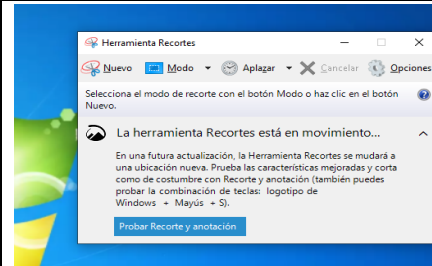 Herramienta Recortes
Nuevo Modo Aplazar Cancelar Opciones
Selecciona el modo de recorte con el botón Modo o haz clic en el botón
Nuevo.
La herramienta Recortes está en movimiento...
En una futura actualización, la Herramienta Recortes se mudará a
una ubicación nueva. Prueba las características mejoradas y corta
como de costumbre con Recorte y anotación (también puedes
probar la combinación de teclas: logotipo de
Windows + Mayús + S).
Probar Recorte y anotación